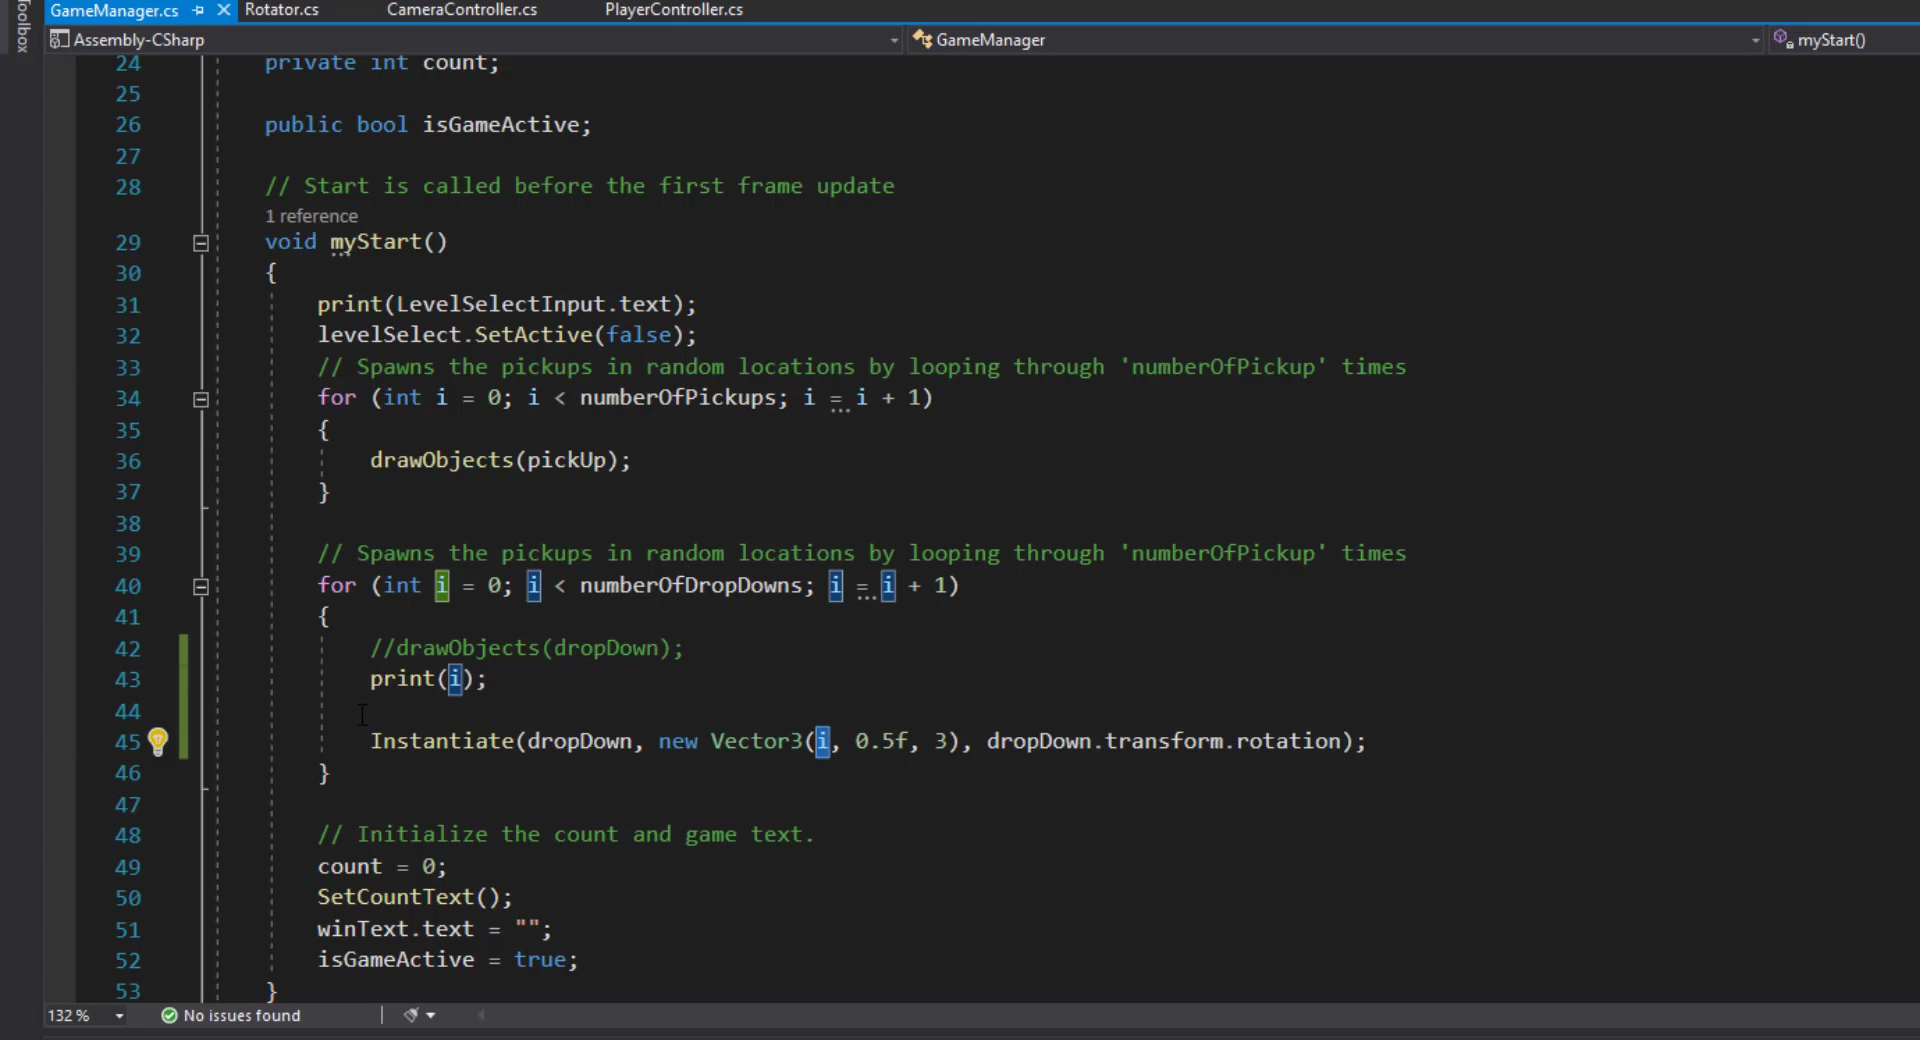 Toolbox
GameManager.cs Rotator.cs CameraController.cs PlayerController.cs
Assembly-CSharp GameManager myStart()
24 private int count;
25
26 public bool isGameActive;
27
28 // Start is called before the first frame update
1 reference
29 void myStart()
30 {
31 print(LevelSelectInput.text);
32 levelSelect.SetActive(false);
33 // Spawns the pickups in random locations by looping through 'numberOfPickup' times
34 for (int i = 0; i < numberOfPickups; i = i + 1)
35 {
36 drawObjects(pickUp);
37 }
38
39 // Spawns the pickups in random locations by looping through 'numberOfPickup' times
40 for (int i = 0; i < numberOfDropDowns; i = i + 1)
41 {
42 //drawObjects(dropDown);
43 print(i);
44
45 Instantiate(dropDown, new Vector3(i, 0.5f, 3), dropDown.transform.rotation);
46 }
47
48 // Initialize the count and game text.
49 count = 0;
50 SetCountText();
51 winText.text = "";
52 isGameActive = true;
53 }
132 % No issues found